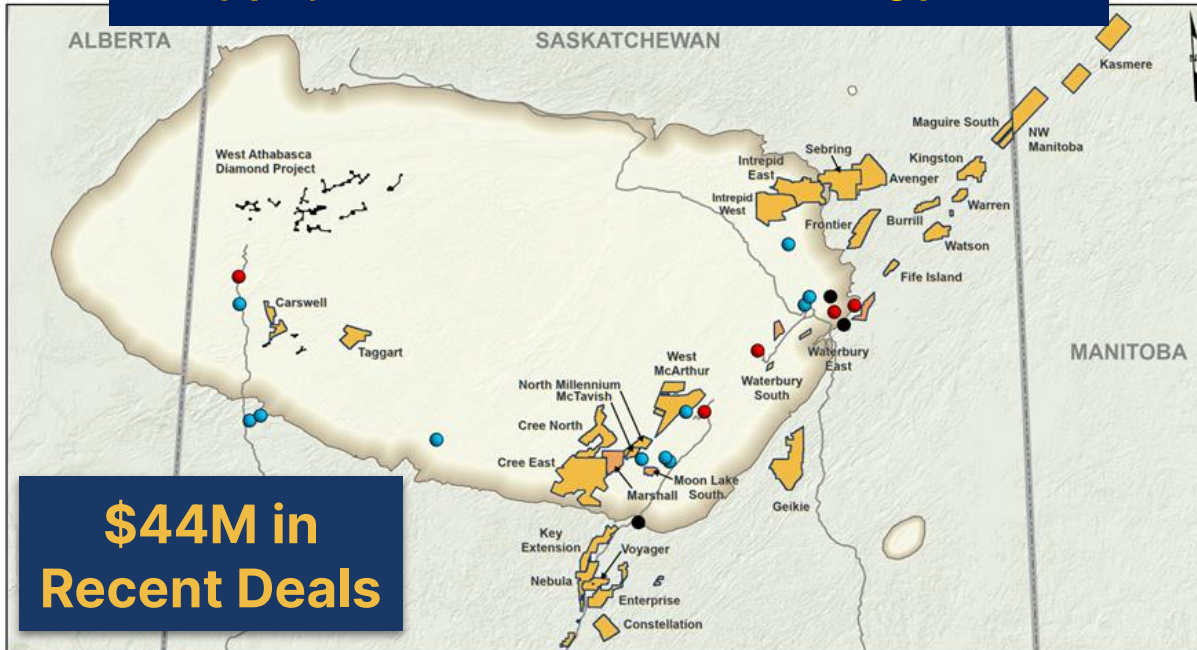 ALBERTA
SASKATCHEWAN
Kasmere
Maguire South
NW
Manitoba
Sebring
Kingston
Intrepid
East
Avenger
West Athabasca
Diamond Project
Intrepid
West
Warren
Burrill
Frontier
Watson
Fife Island
Carswell
Taggart
MANITOBA
Waterbury
East
West
McArthur
Waterbury
South
North Millennium
McTavish
Cree North
Cree East
Moon Lake
South
Marshall
Geikie
$44M in
Recent Deals
Key
Extension
Voyager
Nebula
Enterprise
Constellation